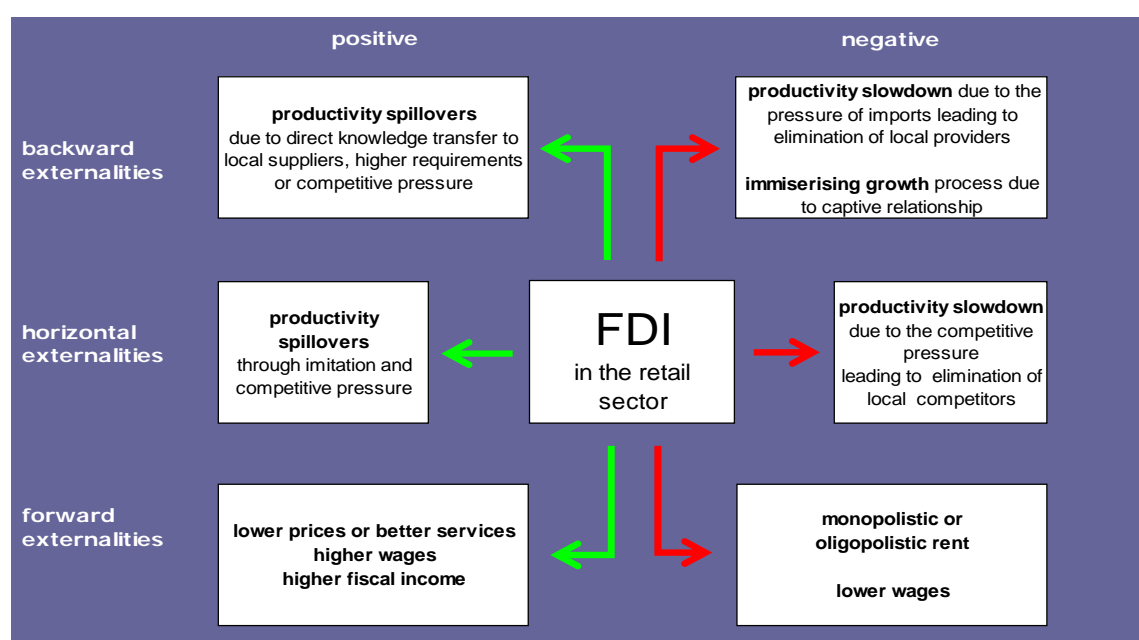 positive
negative
backward
externalities
productivity spillovers
due to direct knowledge transfer to
local suppliers, higher requirements
or competitive pressure
productivity slowdown due to the
pressure of imports leading to
elimination of local providers
immiserising growth process due
to captive relationship
horizontal
externalities
productivity
spillovers
through imitation and
competitive pressure
FDI
in the retail
sector
productivity slowdown
due to the competitive
pressure
leading to elimination of
local competitors
forward
externalities
lower prices or better services
higher wages
higher fiscal income
monopolistic or
oligopolistic rent
lower wages